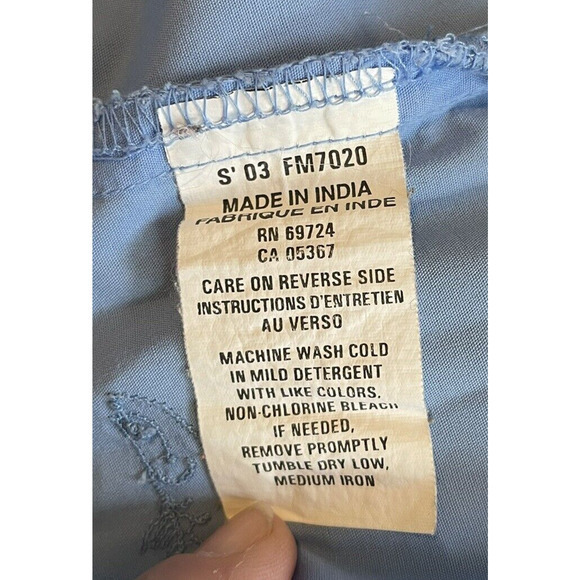 S' 03 FM7020
MADE IN INDIA
FABRIQUE EN INDE
RN 69724
CA 05367
CARE ON REVERSE SIDE
INSTRUCTIONS D'ENTRETIEN
AU VERSO
MACHINE WASH COLD
IN MILD DETERGENT
WITH LIKE COLORS.
NON-CHLORINE BLEACH
IF NEEDED,
REMOVE PROMPTLY
TUMBLE DRY LOW,
MEDIUM IRON